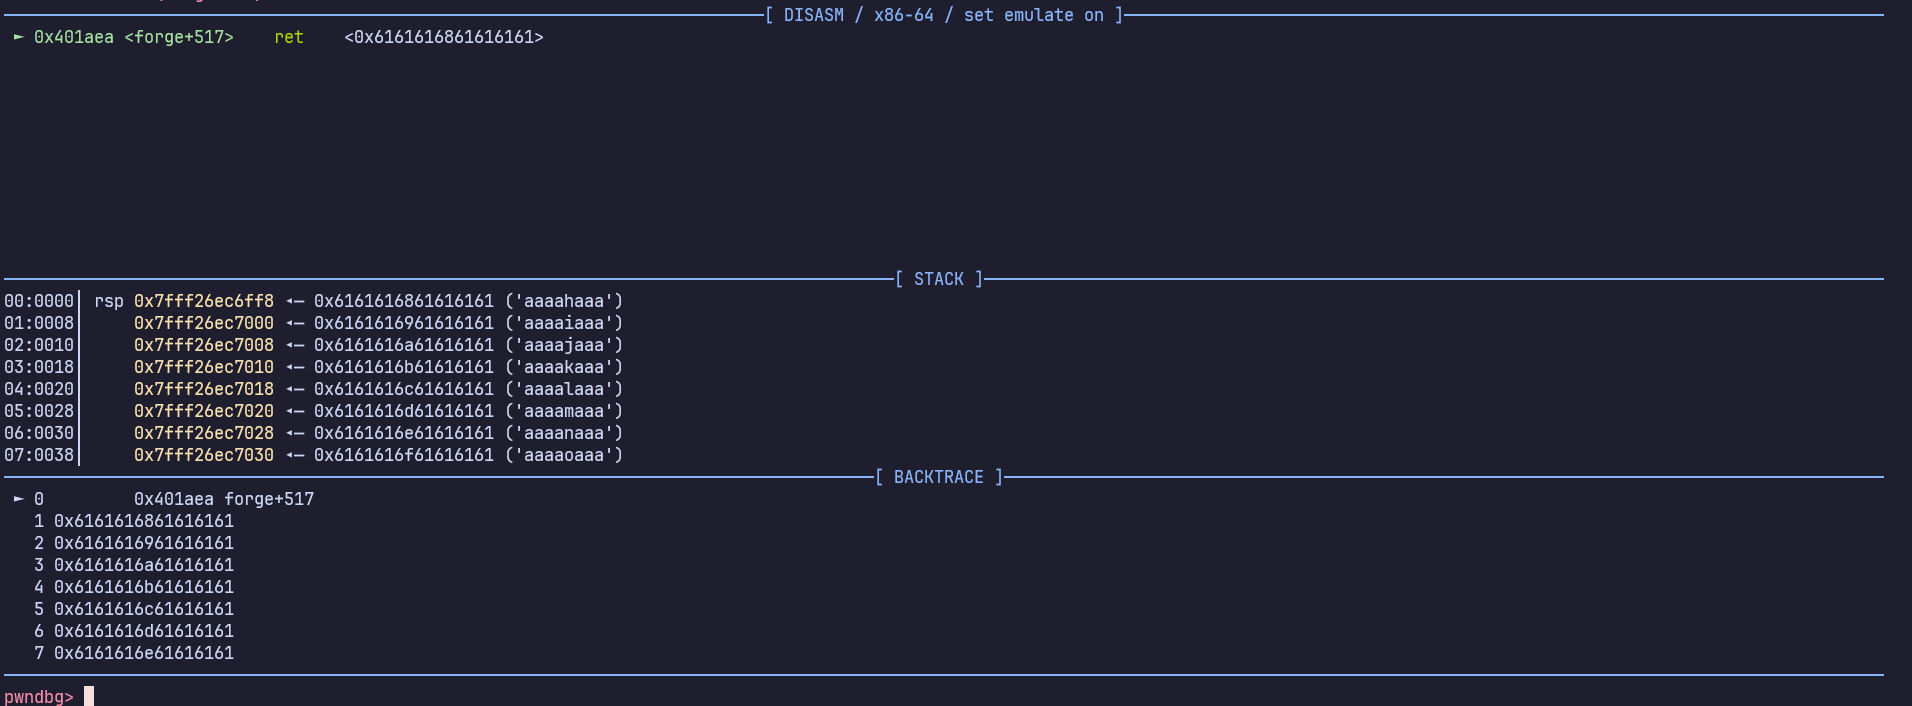 [ DISASM / x86-64 / set emulate on ]
► 0x401aea <forge+517>    ret    <0x6161616861616161>
[ STACK ]
00:0000│ rsp 0x7fff26ec6ff8 ◂— 0x6161616861616161 ('aaaahaaa')
01:0008│     0x7fff26ec7000 ◂— 0x6161616961616161 ('aaaaiaaa')
02:0010│     0x7fff26ec7008 ◂— 0x6161616a61616161 ('aaaajaaa')
03:0018│     0x7fff26ec7010 ◂— 0x6161616b61616161 ('aaaakaaa')
04:0020│     0x7fff26ec7018 ◂— 0x6161616c61616161 ('aaaalaaa')
05:0028│     0x7fff26ec7020 ◂— 0x6161616d61616161 ('aaaamaaa')
06:0030│     0x7fff26ec7028 ◂— 0x6161616e61616161 ('aaaanaaa')
07:0038│     0x7fff26ec7030 ◂— 0x6161616f61616161 ('aaaaoaaa')
[ BACKTRACE ]
► 0         0x401aea forge+517
1 0x6161616861616161
2 0x6161616961616161
3 0x6161616a61616161
4 0x6161616b61616161
5 0x6161616c61616161
6 0x6161616d61616161
7 0x6161616e61616161
pwndbg>